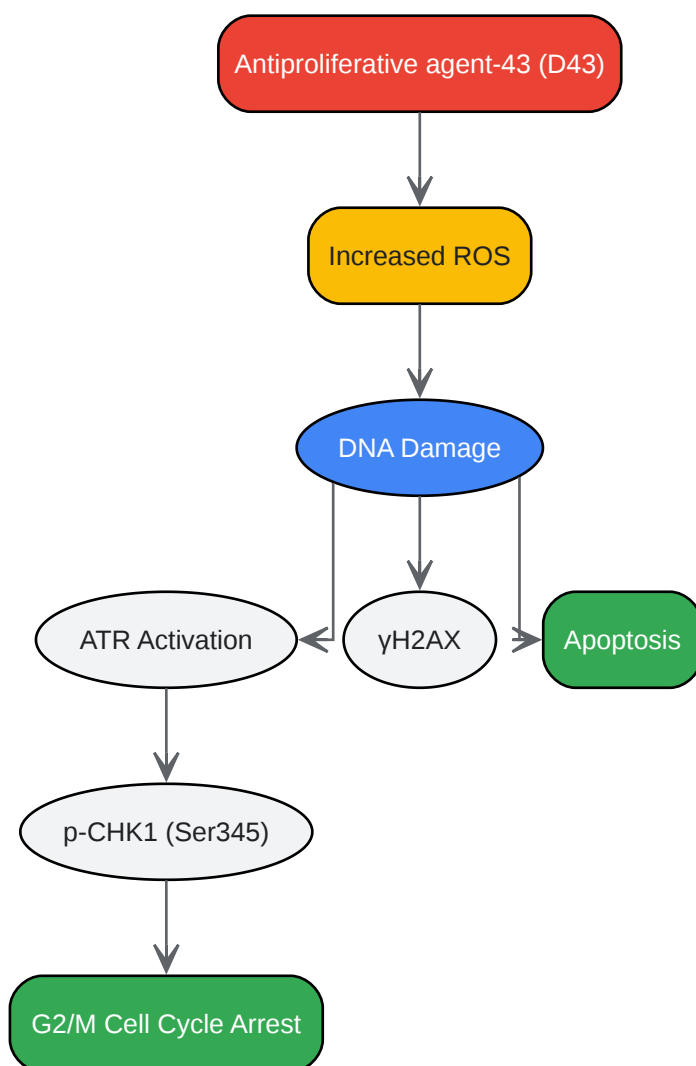 Antiproliferative agent-43 (D43)
Increased ROS
DNA Damage
ATR Activation
γH2AX
Apoptosis
p-CHK1 (Ser345)
G2/M Cell Cycle Arrest